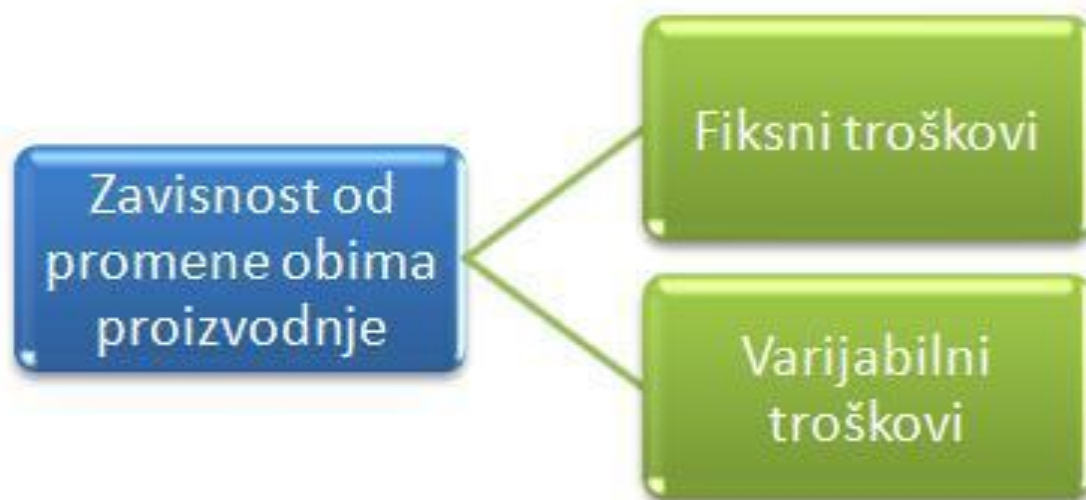 Zavisnost od
promene obima
proizvodnje
Fiksni troškovi
Varijabilni
troškovi